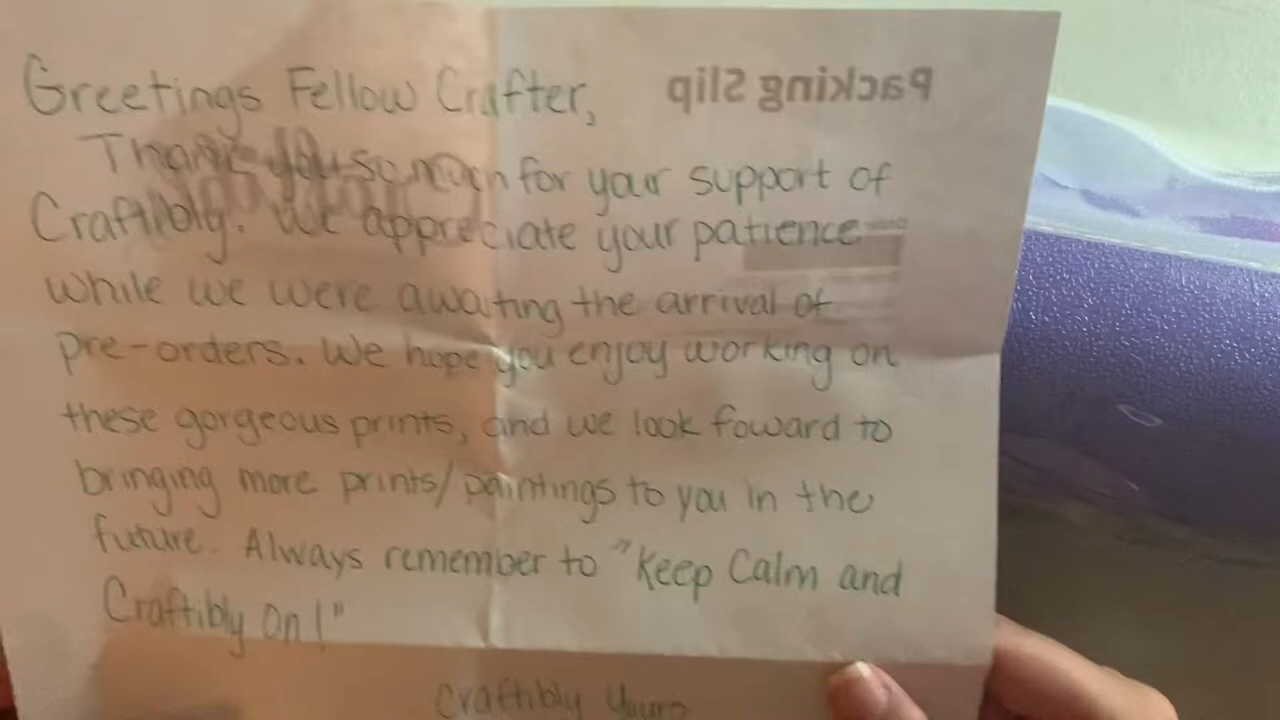 Greetings Fellow Crafter,
Packing Slip
Thank you so much for your support of
Craftibly. We appreciate your patience
while we were awaiting the arrival of
pre-orders. We hope you enjoy working on
these gorgeous prints, and we look foward to
bringing more prints/paintings to you in the
future. Always remember to "Keep Calm and
Craftibly On!"
Craftibly Yours